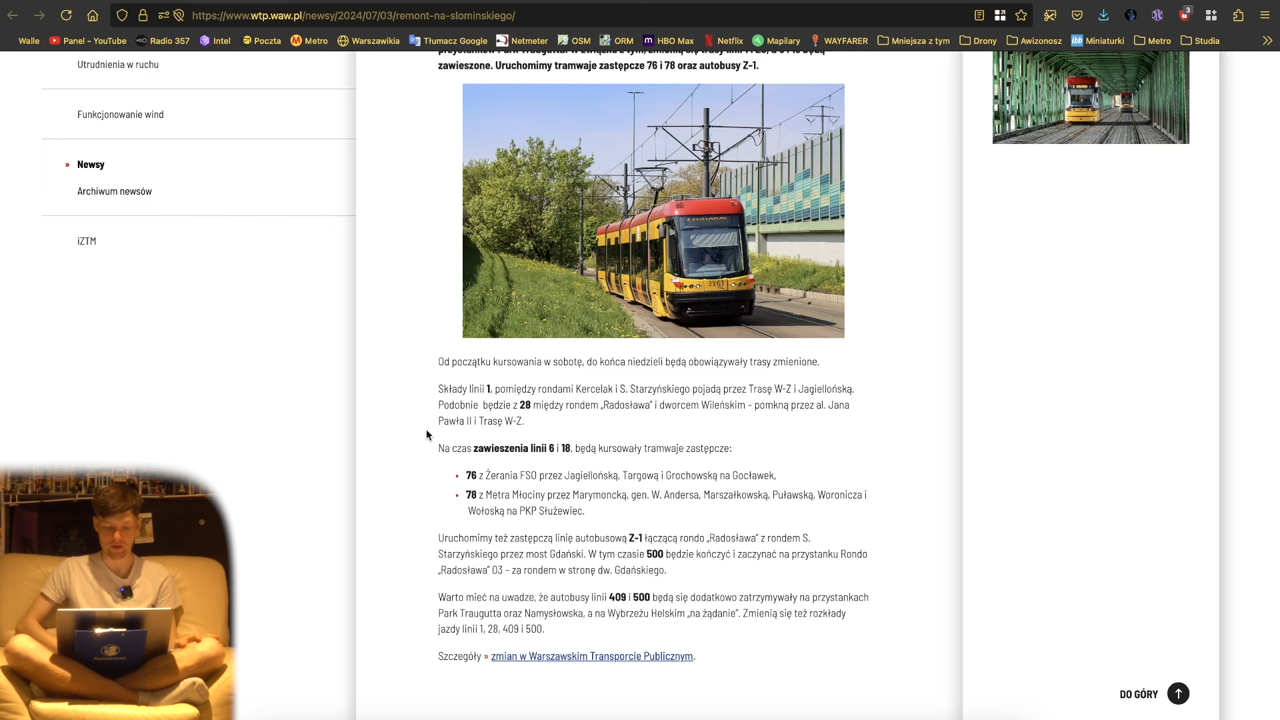 https://www.wtp.waw.pl/newsy/2024/07/03/remont-na-slominskiego/
3
Walle
Panel - YouTube
Radio 357
Intel
Poczta
Metro
Warszawikia
Tłumacz Google
Netmeter
OSM
ORM
HBO Max
Netflix
Mapilary
WAYFARER
Mniejsza z tym
Drony
Awizonosz
Miniaturki
Metro
Studia
Utrudnienia w ruchu
Funkcjonowanie wind
» Newsy
Archiwum newsów
iZTM
zawieszone. Uruchomimy tramwaje zastępcze 76 i 78 oraz autobusy Z-1.
Od początku kursowania w sobotę, do końca niedzieli będą obowiązywały trasy zmienione.
Składy linii 1, pomiędzy rondami Kercelak i S. Starzyńskiego pojadą przez Trasę W-Z i Jagiellońską.
Podobnie będzie z 28 między rondem „Radosława” i dworcem Wileńskim – pomkną przez al. Jana
Pawła II i Trasę W-Z.
Na czas zawieszenia linii 6 i 18, będą kursowały tramwaje zastępcze:
• 76 z Żerania FSO przez Jagiellońską, Targową i Grochowską na Gocławek,
• 78 z Metra Młociny przez Marymoncką, gen. W. Andersa, Marszałkowską, Puławską, Woronicza i
Wołoską na PKP Służewiec.
Uruchomimy też zastępczą linię autobusową Z-1 łączącą rondo „Radosława” z rondem S.
Starzyńskiego przez most Gdański. W tym czasie 500 będzie kończyć i zaczynać na przystanku Rondo
„Radosława” 03 – za rondem w stronę dw. Gdańskiego.
Warto mieć na uwadze, że autobusy linii 409 i 500 będą się dodatkowo zatrzymywały na przystankach
Park Traugutta oraz Namysłowska, a na Wybrzeżu Helskim „na żądanie”. Zmienią się też rozkłady
jazdy linii 1, 28, 409 i 500.
Szczegóły » zmian w Warszawskim Transporcie Publicznym.
DO GÓRY